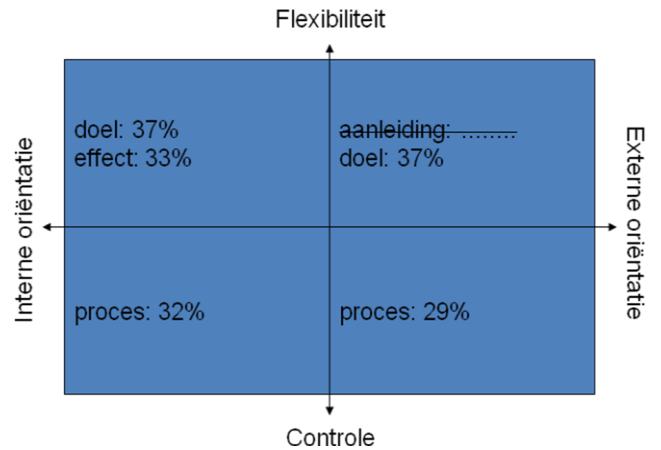 Flexibiliteit
doel: 37%
effect: 33%
aanleiding: ........
doel: 37%
Interne oriëntatie
Externe oriëntatie
proces: 32%
proces: 29%
Controle